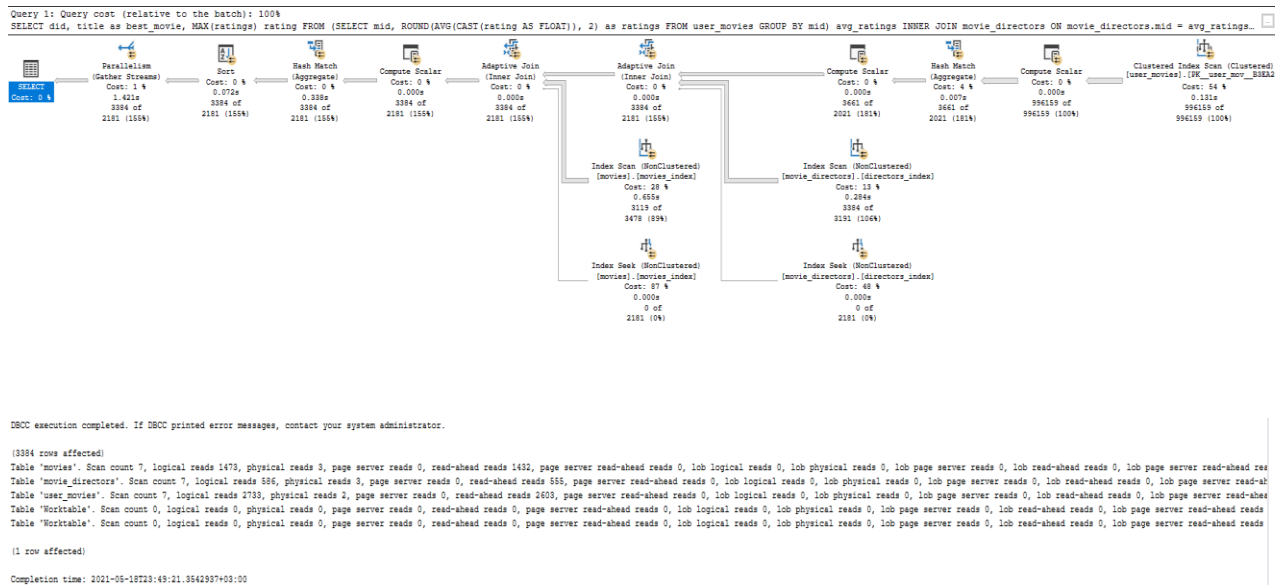 Query 1: Query cost (relative to the batch): 100%
SELECT did, title as best_movie, MAX(ratings) rating FROM (SELECT mid, ROUND(AVG(CAST(rating AS FLOAT)), 2) as ratings FROM user_movies GROUP BY mid) avg_ratings INNER JOIN movie_directors ON movie_directors.mid = avg_ratings…
SELECT
Cost: 0 %
Parallelism
(Gather Streams)
Cost: 1 %
1.421s
3384 of
2181 (155%)
Sort
Cost: 0 %
0.072s
3384 of
2181 (155%)
Hash Match
(Aggregate)
Cost: 0 %
0.338s
3384 of
2181 (155%)
Compute Scalar
Cost: 0 %
0.000s
3384 of
2181 (155%)
Adaptive Join
(Inner Join)
Cost: 0 %
0.000s
3384 of
2181 (155%)
Adaptive Join
(Inner Join)
Cost: 0 %
0.000s
3384 of
2181 (155%)
Compute Scalar
Cost: 0 %
0.000s
3661 of
2021 (181%)
Hash Match
(Aggregate)
Cost: 4 %
0.007s
3661 of
2021 (181%)
Compute Scalar
Cost: 0 %
0.000s
996159 of
996159 (100%)
Clustered Index Scan (Clustered)
[user_movies].[PK__user_mov__B3EA2
Cost: 54 %
0.131s
996159 of
996159 (100%)
Index Scan (NonClustered)
[movies].[movies_index]
Cost: 28 %
0.655s
3119 of
3478 (89%)
Index Scan (NonClustered)
[movie_directors].[directors_index]
Cost: 13 %
0.284s
3384 of
3191 (106%)
Index Seek (NonClustered)
[movies].[movies_index]
Cost: 87 %
0.000s
0 of
2181 (0%)
Index Seek (NonClustered)
[movie_directors].[directors_index]
Cost: 48 %
0.000s
0 of
2181 (0%)
DBCC execution completed. If DBCC printed error messages, contact your system administrator.
(3384 rows affected)
Table 'movies'. Scan count 7, logical reads 1473, physical reads 3, page server reads 0, read-ahead reads 1432, page server read-ahead reads 0, lob logical reads 0, lob physical reads 0, lob page server reads 0, lob read-ahead reads 0, lob page server read-ahead rea
Table 'movie_directors'. Scan count 7, logical reads 586, physical reads 3, page server reads 0, read-ahead reads 555, page server read-ahead reads 0, lob logical reads 0, lob physical reads 0, lob page server reads 0, lob read-ahead reads 0, lob page server read-ah
Table 'user_movies'. Scan count 7, logical reads 2733, physical reads 2, page server reads 0, read-ahead reads 2603, page server read-ahead reads 0, lob logical reads 0, lob physical reads 0, lob page server reads 0, lob read-ahead reads 0, lob page server read-ahea
Table 'Worktable'. Scan count 0, logical reads 0, physical reads 0, page server reads 0, read-ahead reads 0, page server read-ahead reads 0, lob logical reads 0, lob physical reads 0, lob page server reads 0, lob read-ahead reads 0, lob page server read-ahead reads
Table 'Worktable'. Scan count 0, logical reads 0, physical reads 0, page server reads 0, read-ahead reads 0, page server read-ahead reads 0, lob logical reads 0, lob physical reads 0, lob page server reads 0, lob read-ahead reads 0, lob page server read-ahead reads
(1 row affected)
Completion time: 2021-05-18T23:49:21.3542937+03:00